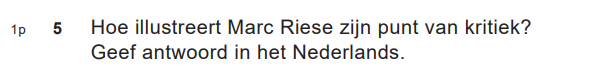 1p 5 Hoe illustreert Marc Riese zijn punt van kritiek?
Geef antwoord in het Nederlands.